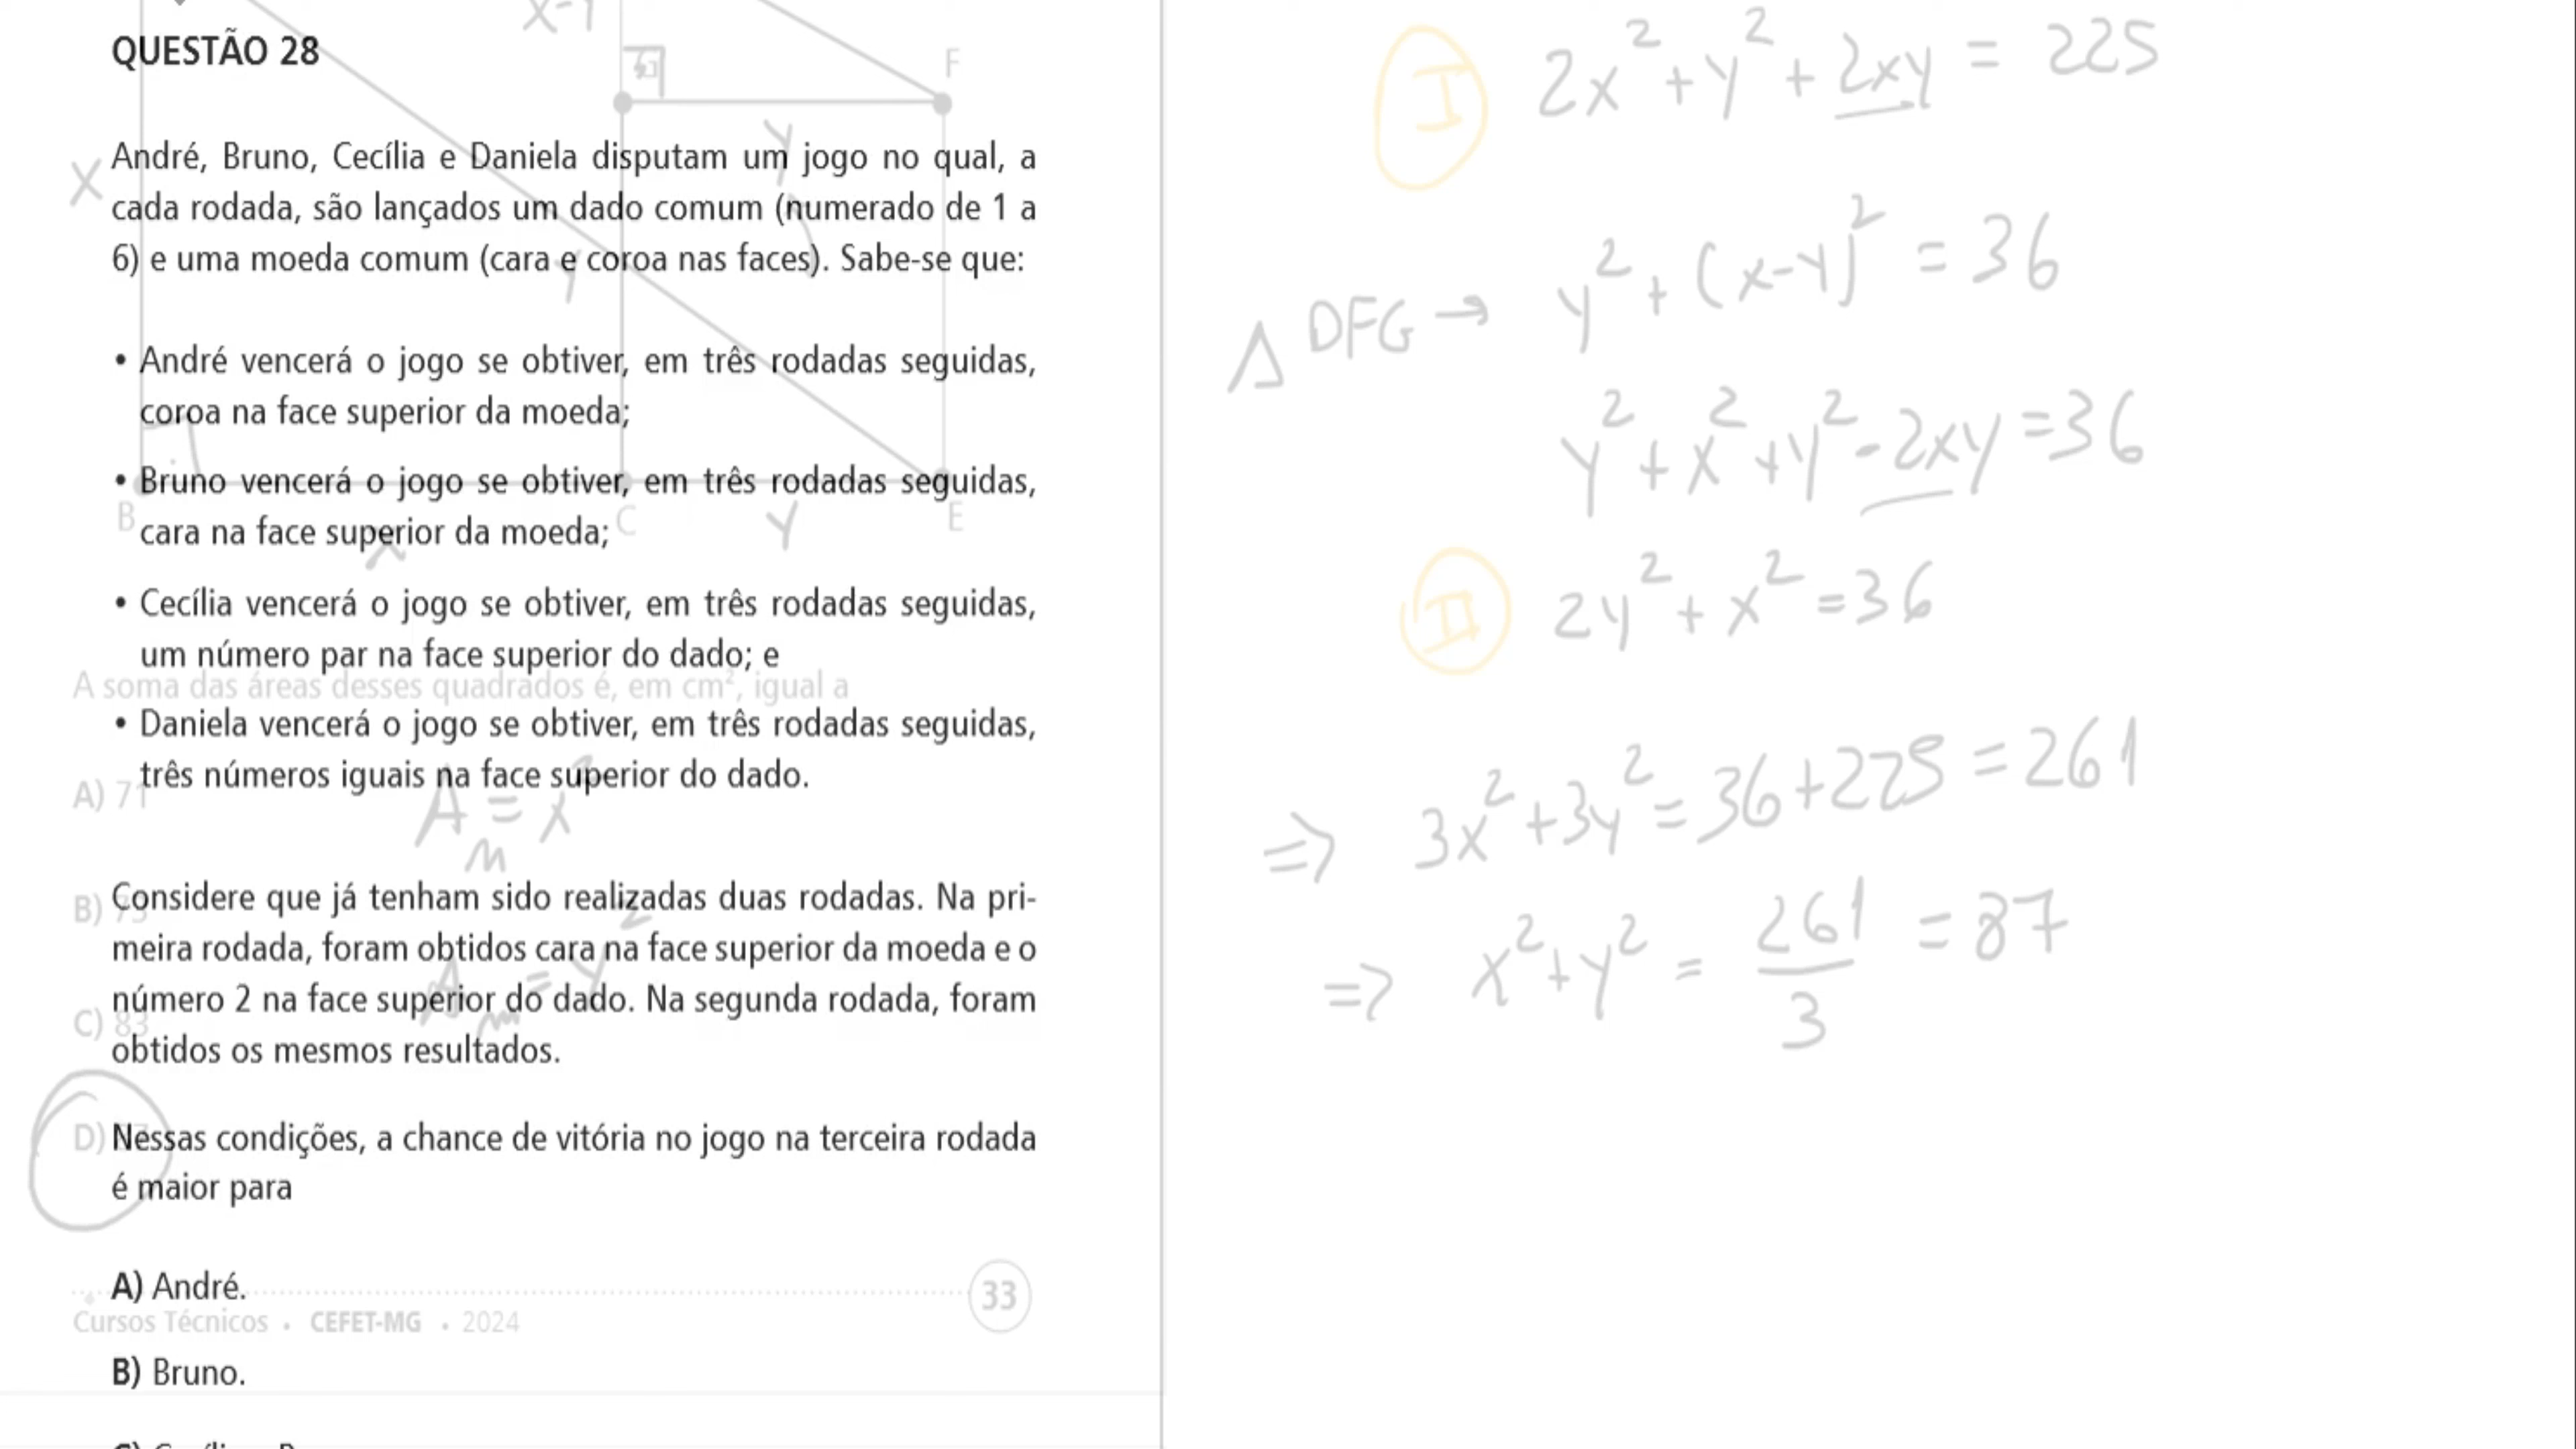 QUESTÃO 28
André, Bruno, Cecília e Daniela disputam um jogo no qual, a
cada rodada, são lançados um dado comum (numerado de 1 a
6) e uma moeda comum (cara e coroa nas faces). Sabe-se que:
• André vencerá o jogo se obtiver, em três rodadas seguidas,
coroa na face superior da moeda;
• Bruno vencerá o jogo se obtiver, em três rodadas seguidas,
cara na face superior da moeda;
• Cecília vencerá o jogo se obtiver, em três rodadas seguidas,
um número par na face superior do dado; e
• Daniela vencerá o jogo se obtiver, em três rodadas seguidas,
três números iguais na face superior do dado.
Considere que já tenham sido realizadas duas rodadas. Na pri-
meira rodada, foram obtidos cara na face superior da moeda e o
número 2 na face superior do dado. Na segunda rodada, foram
obtidos os mesmos resultados.
Nessas condições, a chance de vitória no jogo na terceira rodada
é maior para
A) André.
B) Bruno.
x-y
F
y
x
y
B
C
E
x
y
A soma das áreas desses quadrados é, em cm², igual a
A) 71
A = x²
B) 75
A = y²
C) 83
D)
33
Cursos Técnicos • CEFET-MG • 2024
I 2x² + y² + 2xy = 225
Δ DFG → y² + (x-y)² = 36
y² + x² + y² - 2xy = 36
II 2y² + x² = 36
⇒ 3x² + 3y² = 36 + 225 = 261
⇒ x² + y² = 261/3 = 87